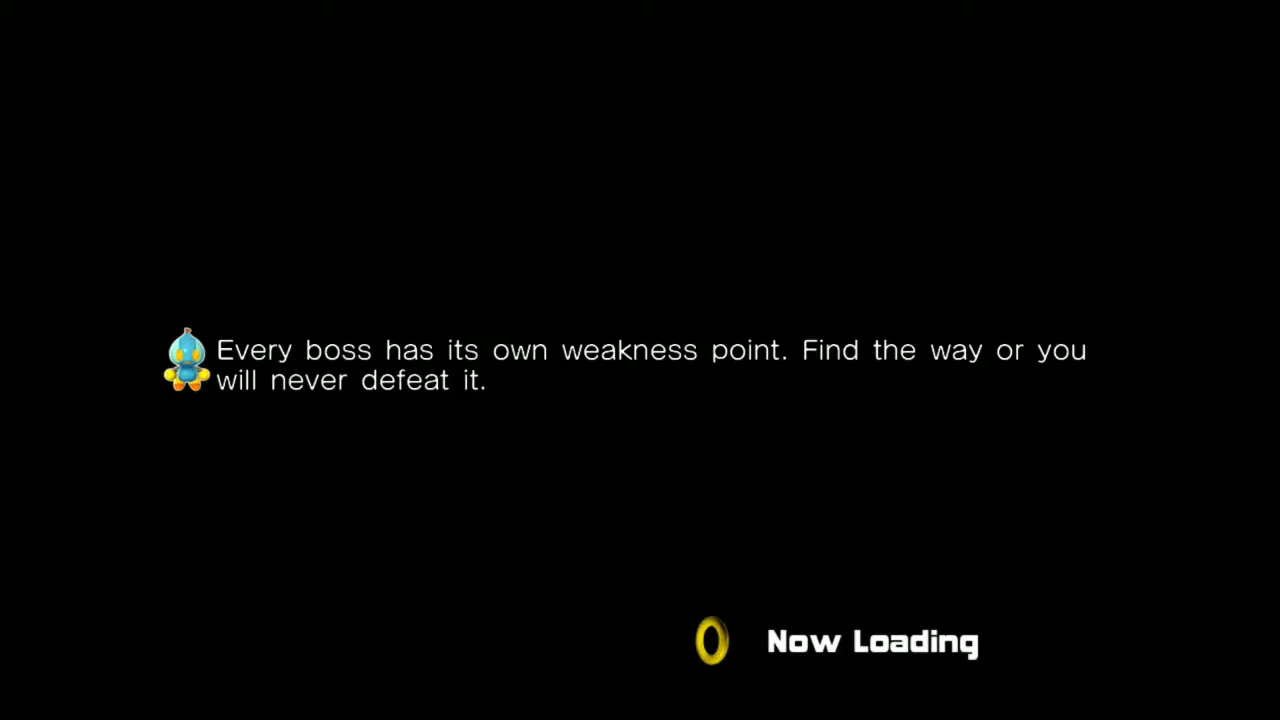 Every boss has its own weakness point. Find the way or you
will never defeat it.
Now Loading